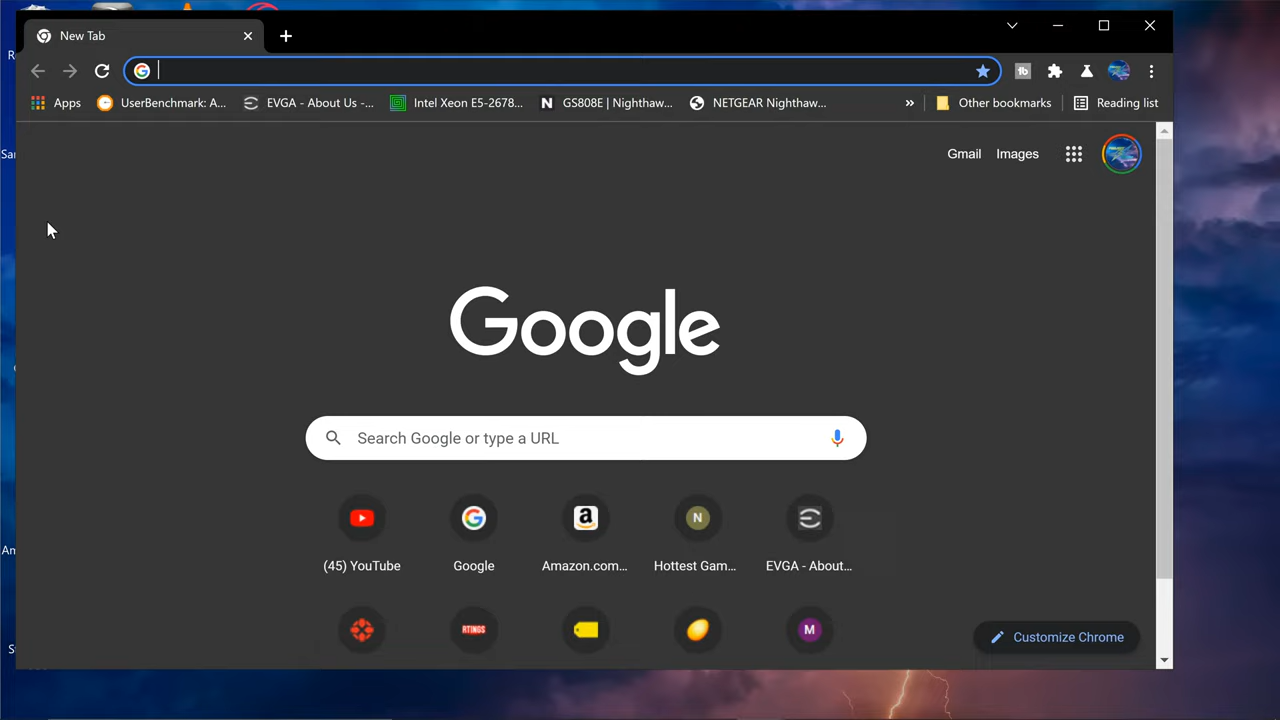 New Tab
Apps
UserBenchmark: A...
EVGA - About Us -...
Intel Xeon E5-2678...
GS808E | Nighthaw...
NETGEAR Nighthaw...
»
Other bookmarks
Reading list
Gmail
Images
Google
Search Google or type a URL
N
(45) YouTube
Google
Amazon.com...
Hottest Gam...
EVGA - About...
RTINGS
M
Customize Chrome